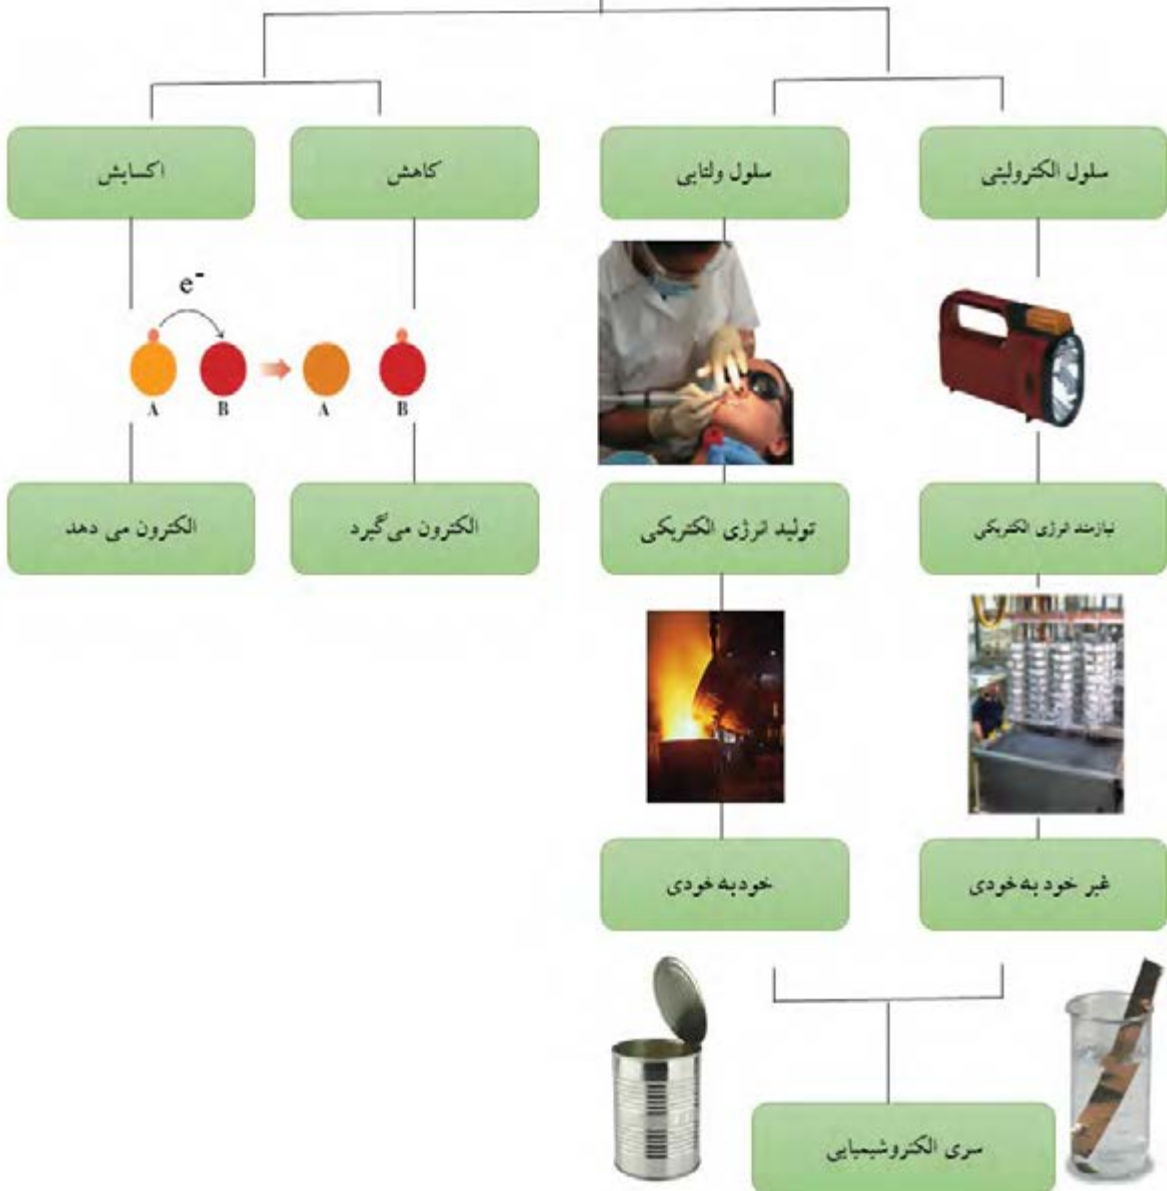 سلول الکترولیتی
سلول ولتایی
کاهش
اکسایش
e-
A B A B
نیازمند انرژی الکتریکی
تولید انرژی الکتریکی
الکترون می‌گیرد
الکترون می دهد
غیر خود به خودی
خودبه خودی
سری الکتروشیمیایی